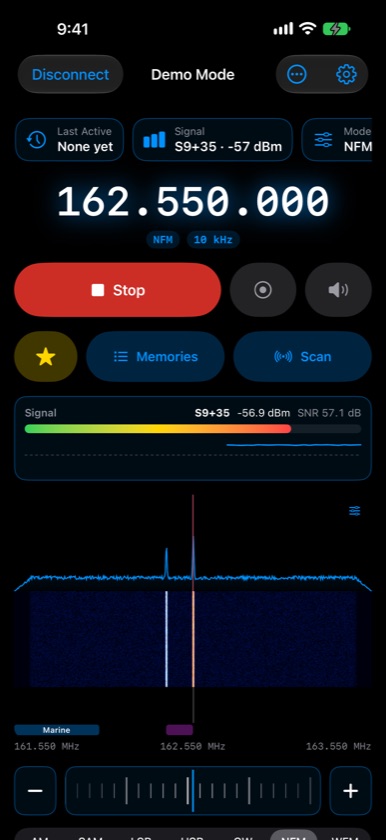 9:41
Disconnect Demo Mode
Last Active Signal Mode
None yet S9+35 · -57 dBm NFM
162.550.000
NFM 10 kHz
Stop
Memories Scan
Signal S9+35 -56.9 dBm SNR 57.1 dB
Marine
161.550 MHz 162.550 MHz 163.550 MHz
− +
AM SAM LSB USB CW NFM WFM